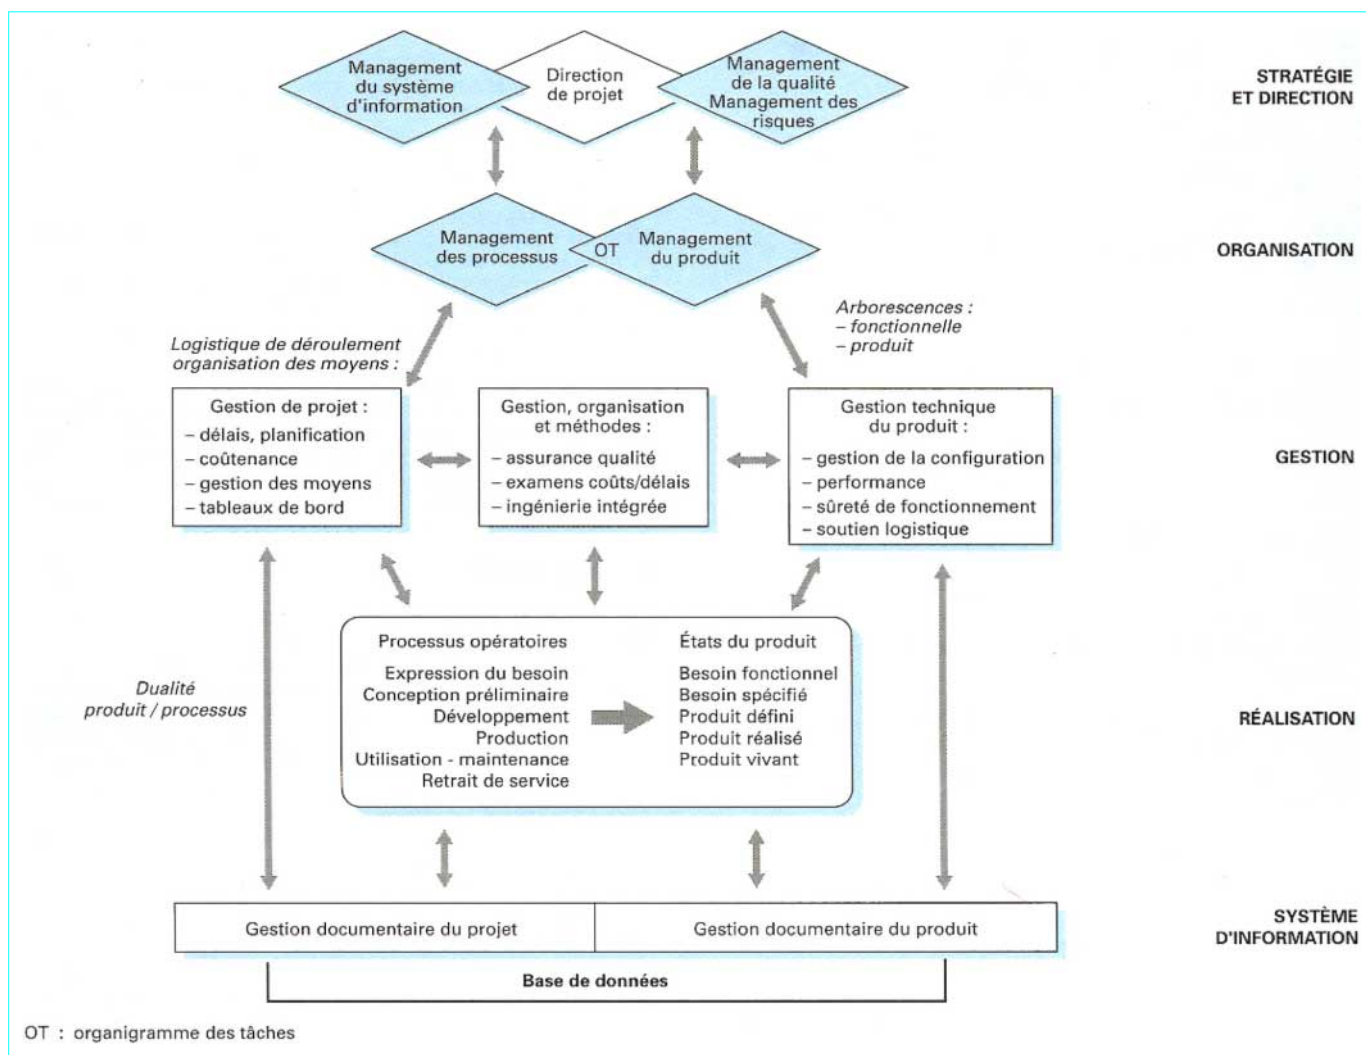 Management
du système
d'information
Direction
de projet
Management
de la qualité
Management des
risques
STRATÉGIE
ET DIRECTION
Management
des processus
OT
Management
du produit
ORGANISATION
Logistique de déroulement
organisation des moyens :
Arborescences :
– fonctionnelle
– produit
Gestion de projet :
– délais, planification
– coûtenance
– gestion des moyens
– tableaux de bord
Gestion, organisation
et méthodes :
– assurance qualité
– examens coûts/délais
– ingénierie intégrée
Gestion technique
du produit :
– gestion de la configuration
– performance
– sûreté de fonctionnement
– soutien logistique
GESTION
Dualité
produit / processus
Processus opératoires
Expression du besoin
Conception préliminaire
Développement
Production
Utilisation - maintenance
Retrait de service
États du produit
Besoin fonctionnel
Besoin spécifié
Produit défini
Produit réalisé
Produit vivant
RÉALISATION
Gestion documentaire du projet
Gestion documentaire du produit
SYSTÈME
D'INFORMATION
Base de données
OT : organigramme des tâches